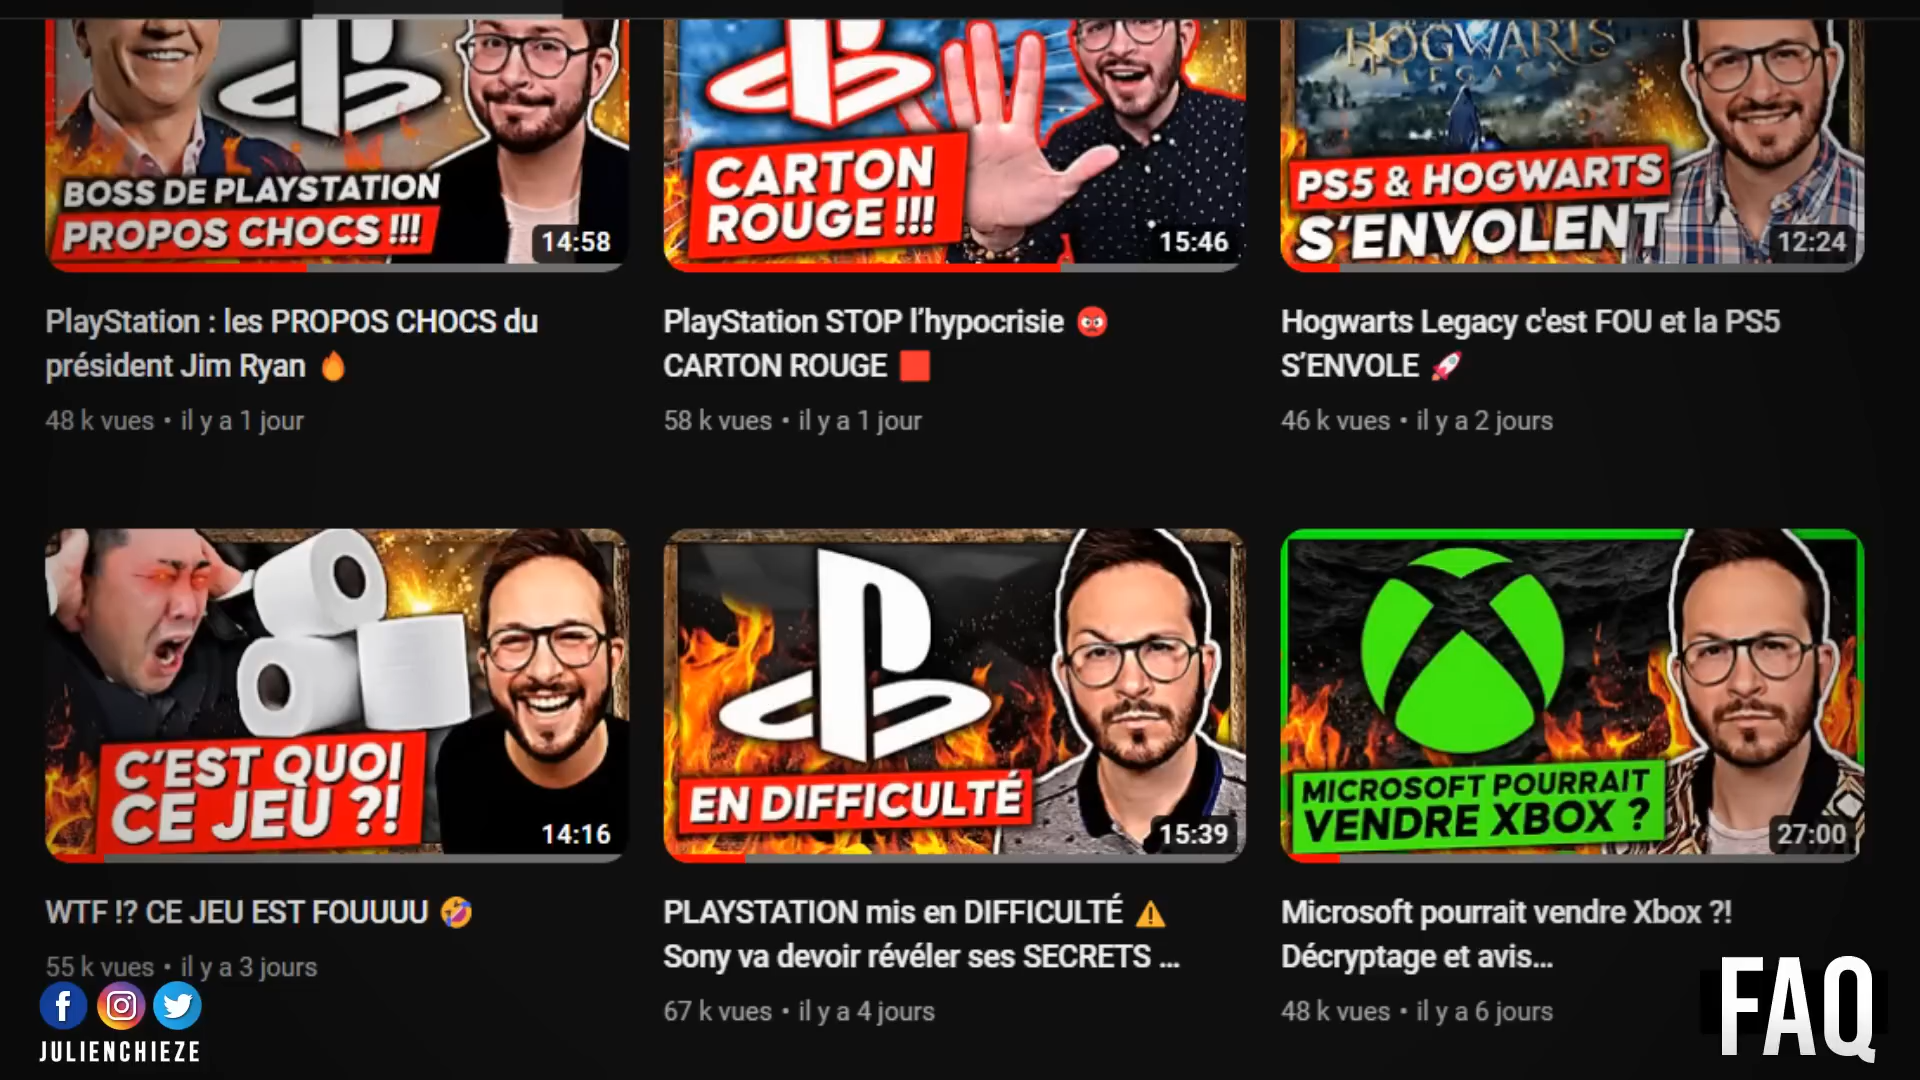 BOSS DE PLAYSTATION
PROPOS CHOCS !!!
14:58
CARTON
ROUGE !!!
15:46
HOGWARTS
LEGACY
PS5 & HOGWARTS
S'ENVOLENT
12:24
PlayStation : les PROPOS CHOCS du
président Jim Ryan 🔥
48 k vues • il y a 1 jour
PlayStation STOP l’hypocrisie 😡
CARTON ROUGE 🟥
58 k vues • il y a 1 jour
Hogwarts Legacy c'est FOU et la PS5
S’ENVOLE 🚀
46 k vues • il y a 2 jours
C'EST QUOI
CE JEU ?!
14:16
EN DIFFICULTÉ
15:39
MICROSOFT POURRAIT
VENDRE XBOX ?
27:00
WTF !? CE JEU EST FOUUUU 🤣
55 k vues • il y a 3 jours
PLAYSTATION mis en DIFFICULTÉ ⚠️
Sony va devoir révéler ses SECRETS ...
67 k vues • il y a 4 jours
Microsoft pourrait vendre Xbox ?!
Décryptage et avis...
48 k vues • il y a 6 jours
JULIENCHIEZE
FAQ